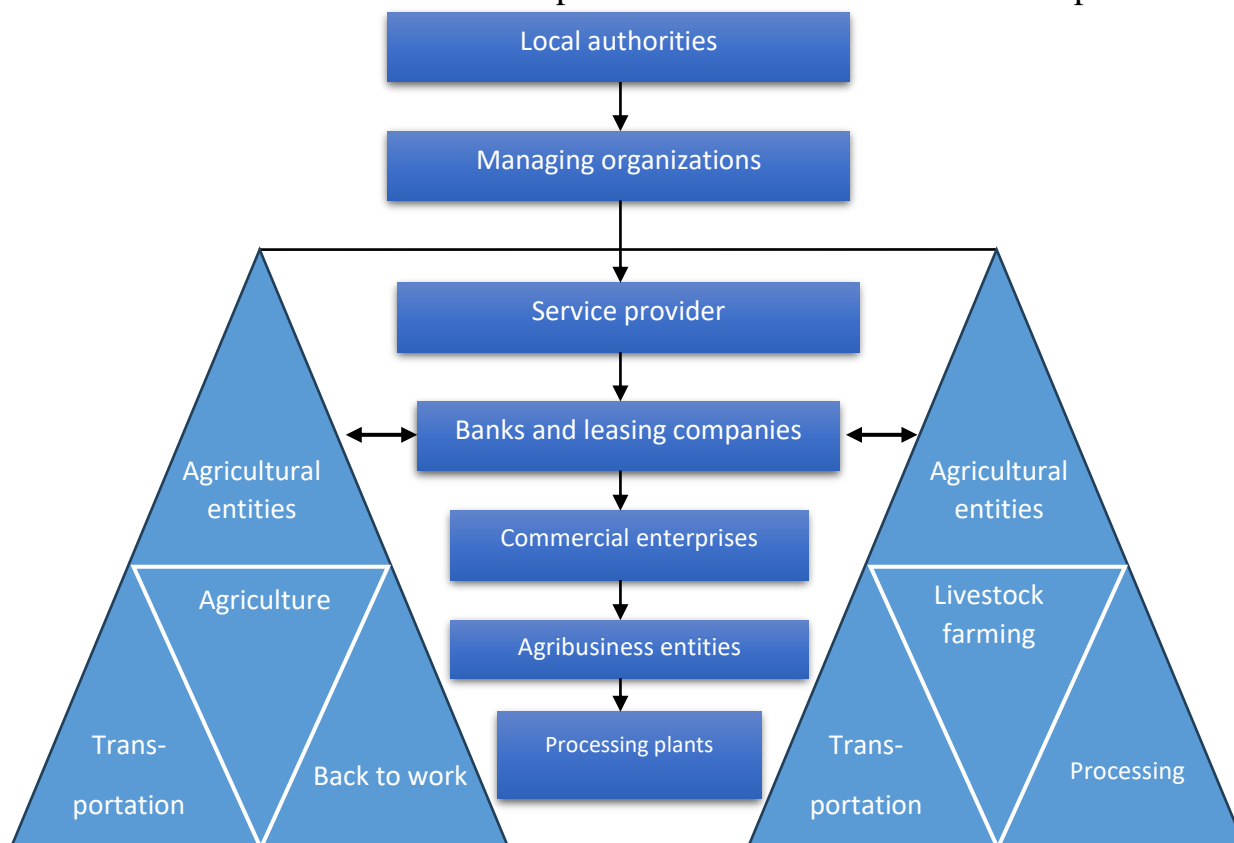 Local authorities
Managing organizations
Service provider
Banks and leasing companies
Agricultural
entities
Agricultural
entities
Commercial enterprises
Agriculture
Livestock
farming
Agribusiness entities
Trans-
portation
Back to work
Processing plants
Trans-
portation
Processing